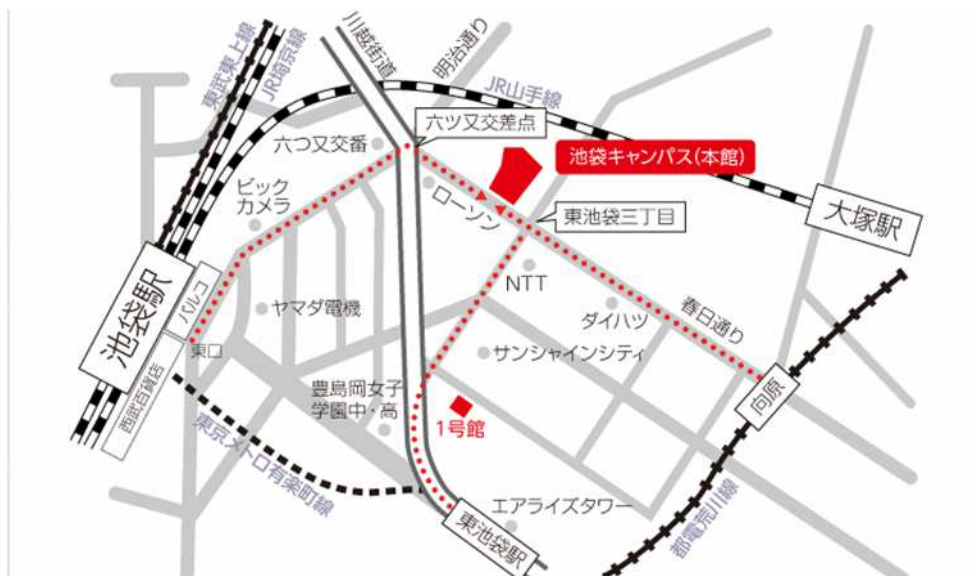 東武東上線
JR埼京線
川越街道
明治通り
JR山手線
六つ又交番
六ツ又交差点
池袋キャンパス(本館)
ビック
カメラ
ローソン
東池袋三丁目
大塚駅
池袋駅
パルコ
NTT
ヤマダ電機
ダイハツ
春日通り
東口
サンシャインシティ
西武百貨店
豊島岡女子
学園中・高
1号館
向原
東京メトロ有楽町線
エアライズタワー
東池袋駅
都電荒川線